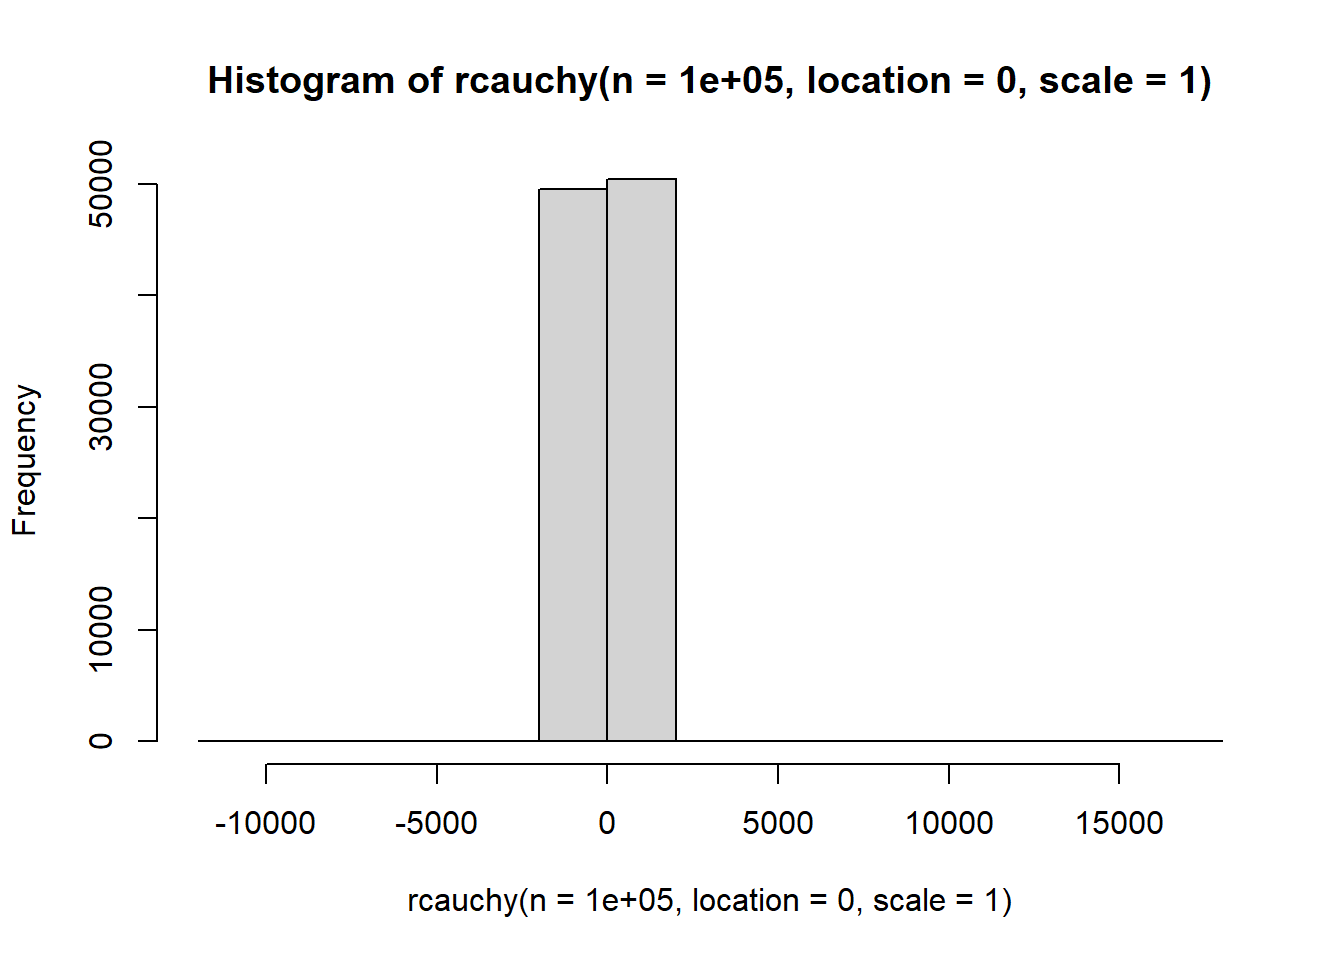 Histogram of rcauchy(n = 1e+05, location = 0, scale = 1)
Frequency
50000
30000
10000
0
-10000 -5000 0 5000 10000 15000
rcauchy(n = 1e+05, location = 0, scale = 1)